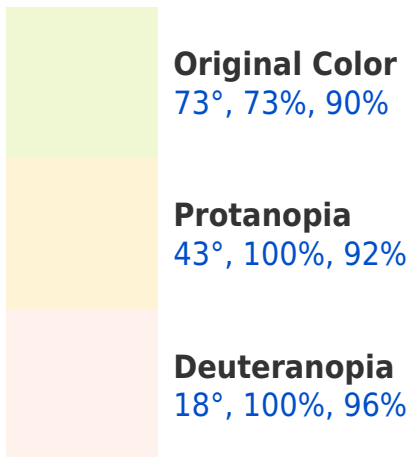 Original Color
73°, 73%, 90%
Protanopia
43°, 100%, 92%
Deuteranopia
18°, 100%, 96%